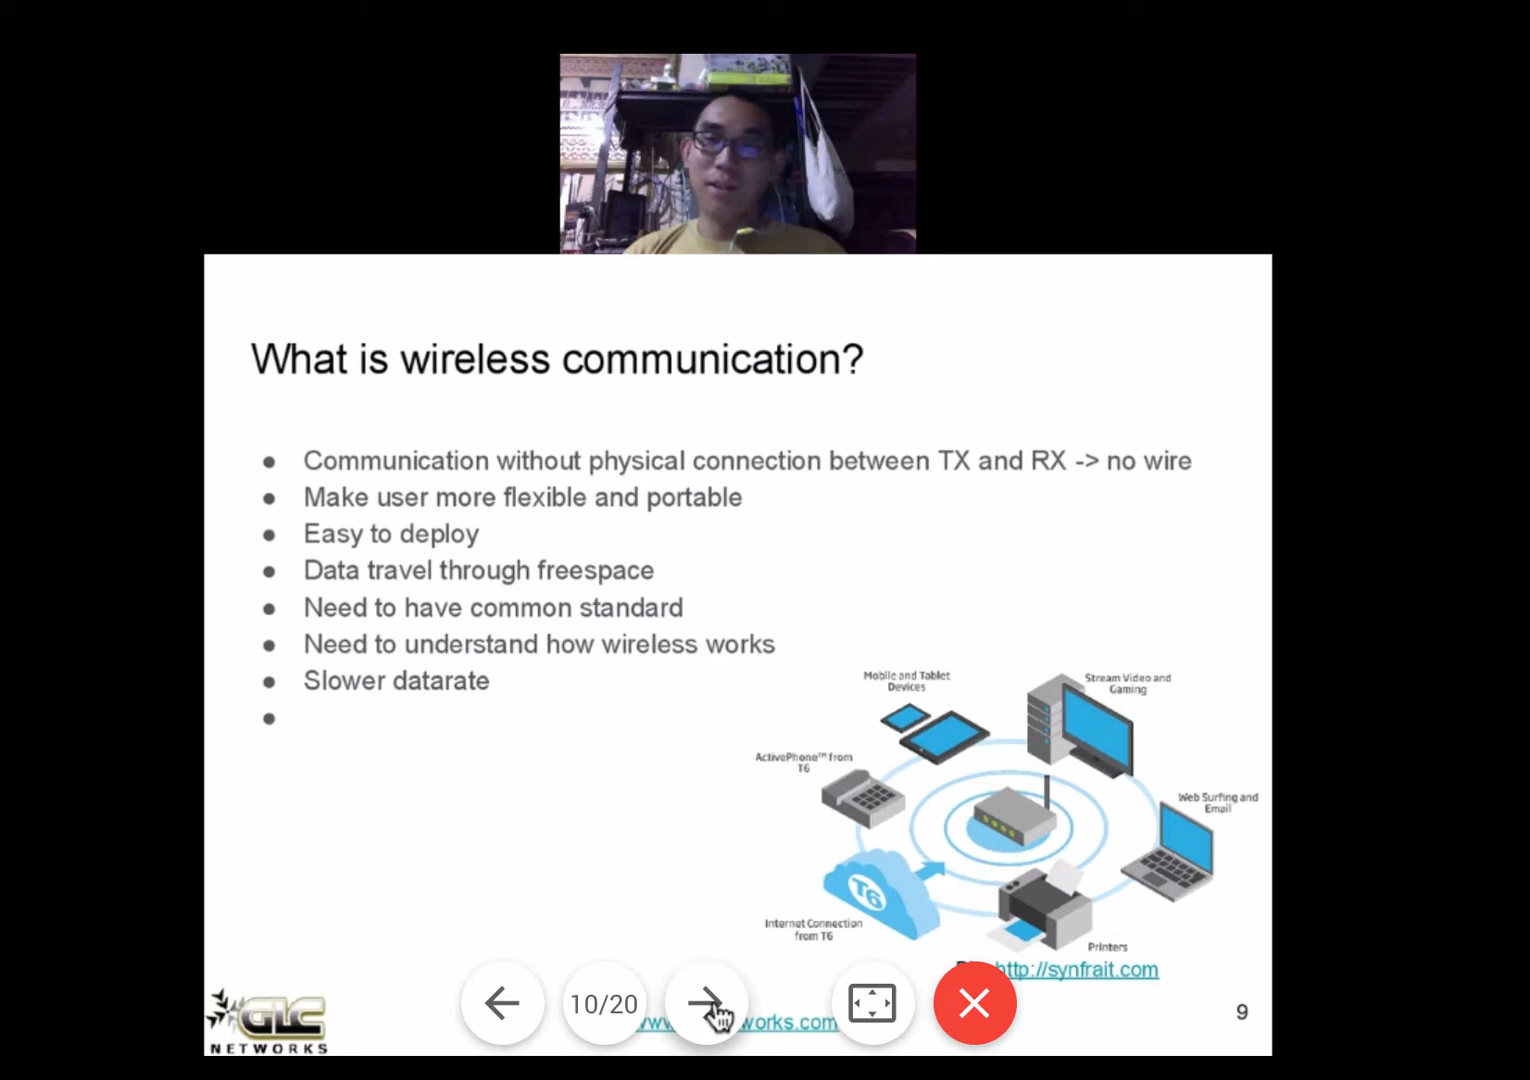 What is wireless communication?
Communication without physical connection between TX and RX -> no wire
Make user more flexible and portable
Easy to deploy
Data travel through freespace
Need to have common standard
Need to understand how wireless works
Slower datarate
Mobile and Tablet
Devices
Stream Video and
Gaming
ActivePhone™ from
T6
Web Surfing and
Email
T6
Internet Connection
from T6
Printers
http://synfrait.com
GLC
NETWORKS
10/20
9